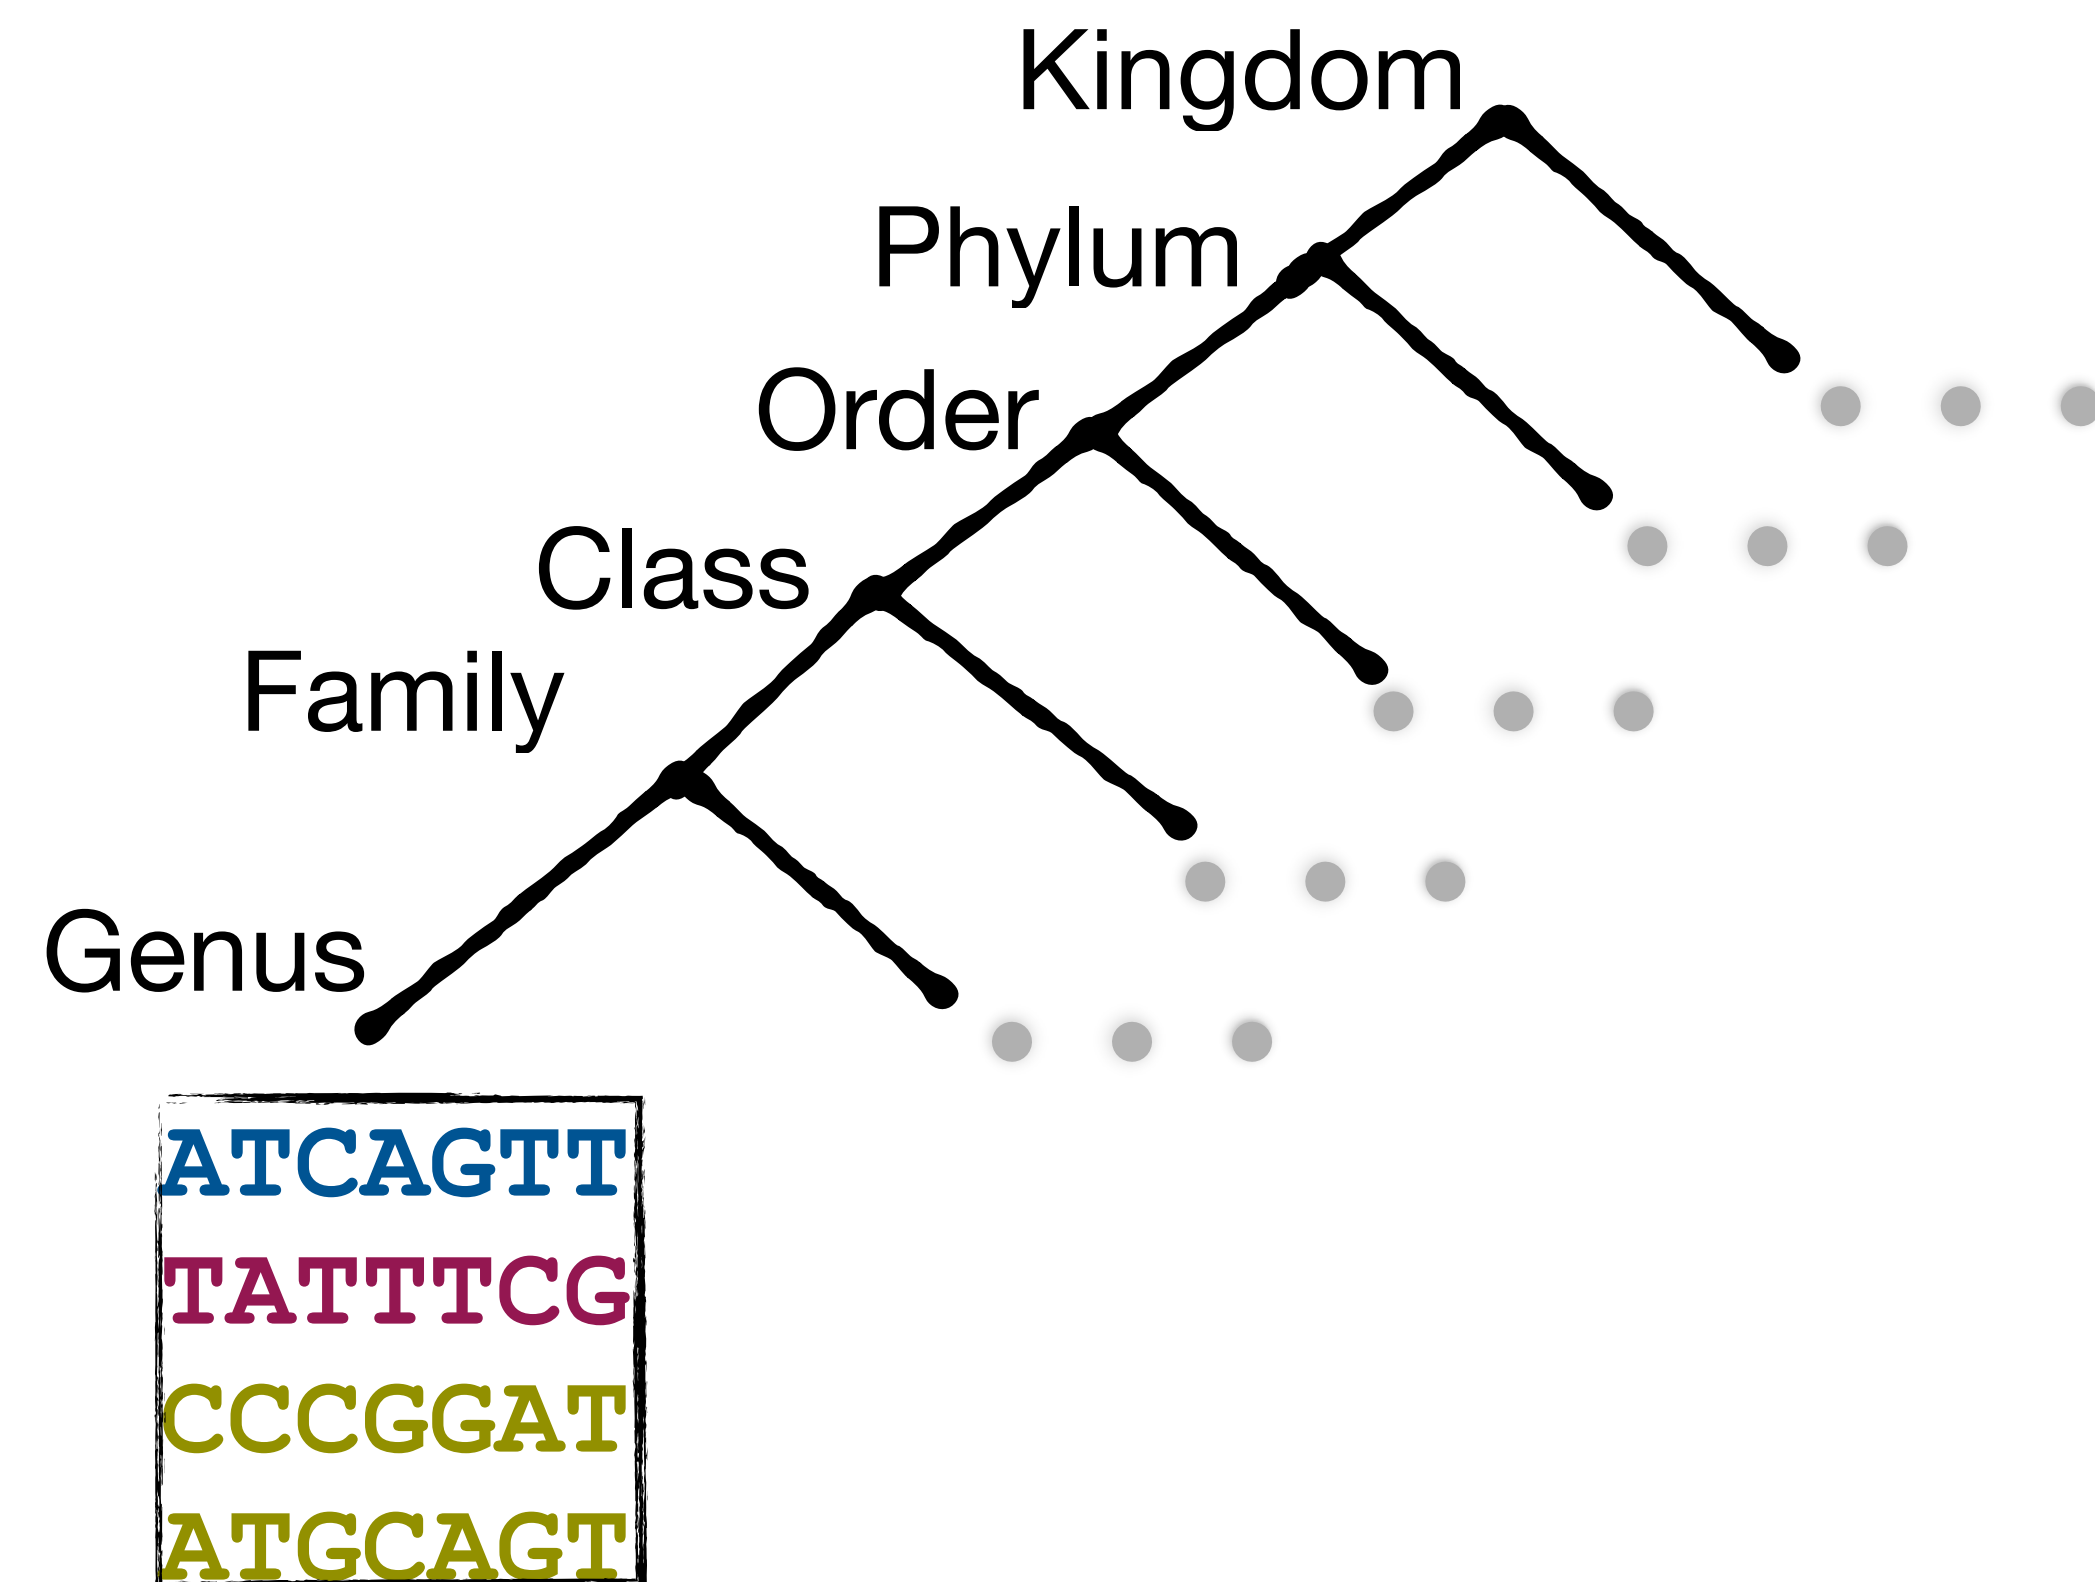 Kingdom
Phylum
Order
Class
Family
Genus
ATCAGTT
TATTTCG
CCCGGAT
ATGCAGT